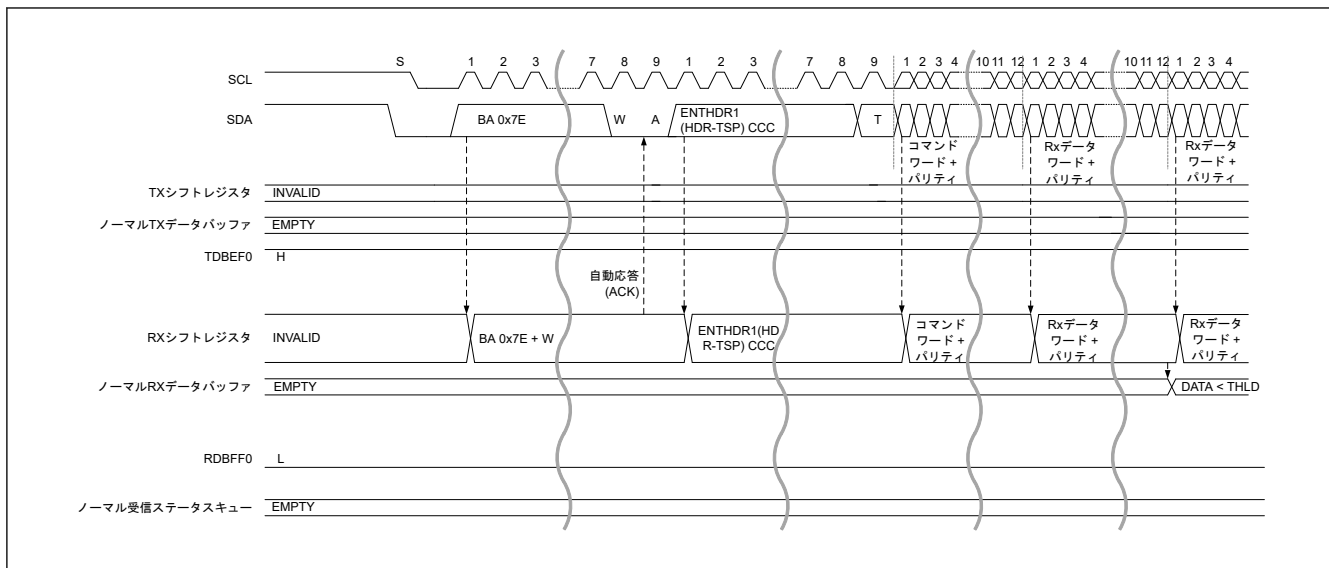 S 1 2 3 7 8 9 1 2 3 7 8 9 1 2 3 4 10 11 12 1 2 3 4 10 11 12 1 2 3 4
SCL
SDA
BA 0x7E
W
A
ENTHDR1
(HDR-TSP) CCC
T
コマンド
ワード +
パリティ
Rxデータ
ワード +
パリティ
Rxデータ
ワード +
パリティ
TXシフトレジスタ
INVALID
ノーマルTXデータバッファ
EMPTY
TDBEF0
H
自動応答
(ACK)
RXシフトレジスタ
INVALID
BA 0x7E + W
ENTHDR1(HD
R-TSP) CCC
コマンド
ワード +
パリティ
Rxデータ
ワード +
パリティ
Rxデータ
ワード +
パリティ
ノーマルRXデータバッファ
EMPTY
DATA < THLD
RDBFF0
L
ノーマル受信ステータスキュー
EMPTY